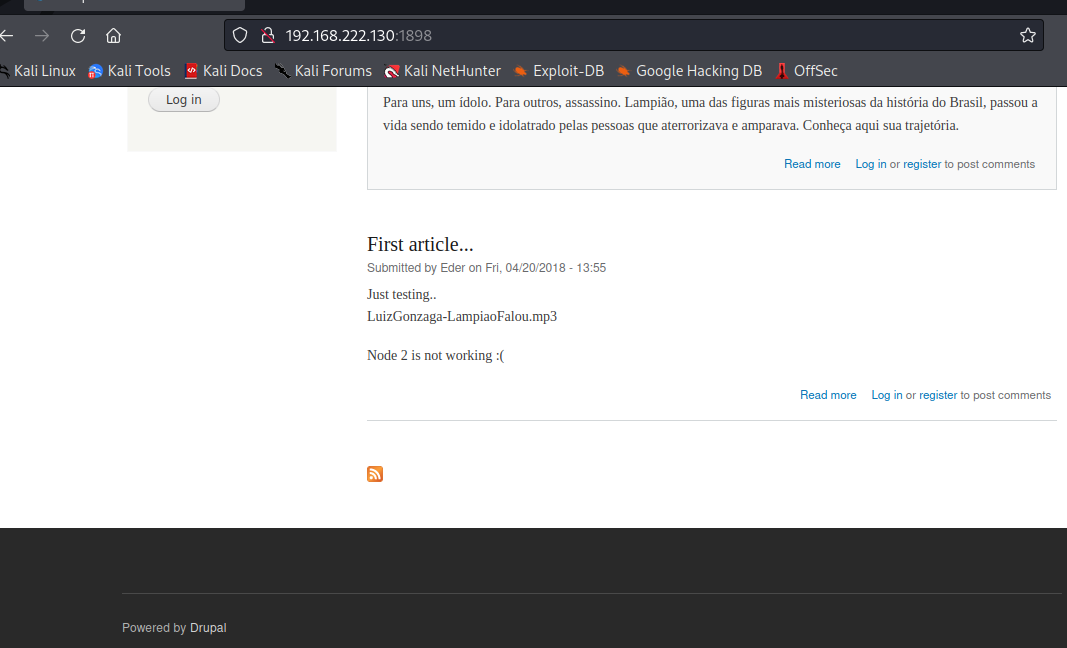 192.168.222.130:1898
Kali Linux Kali Tools Kali Docs Kali Forums Kali NetHunter Exploit-DB Google Hacking DB OffSec
Log in
Para uns, um ídolo. Para outros, assassino. Lampião, uma das figuras mais misteriosas da história do Brasil, passou a
vida sendo temido e idolatrado pelas pessoas que aterrorizava e amparava. Conheça aqui sua trajetória.
Read more Log in or register to post comments
First article...
Submitted by Eder on Fri, 04/20/2018 - 13:55
Just testing..
LuizGonzaga-LampiaoFalou.mp3
Node 2 is not working :(
Read more Log in or register to post comments
Powered by Drupal